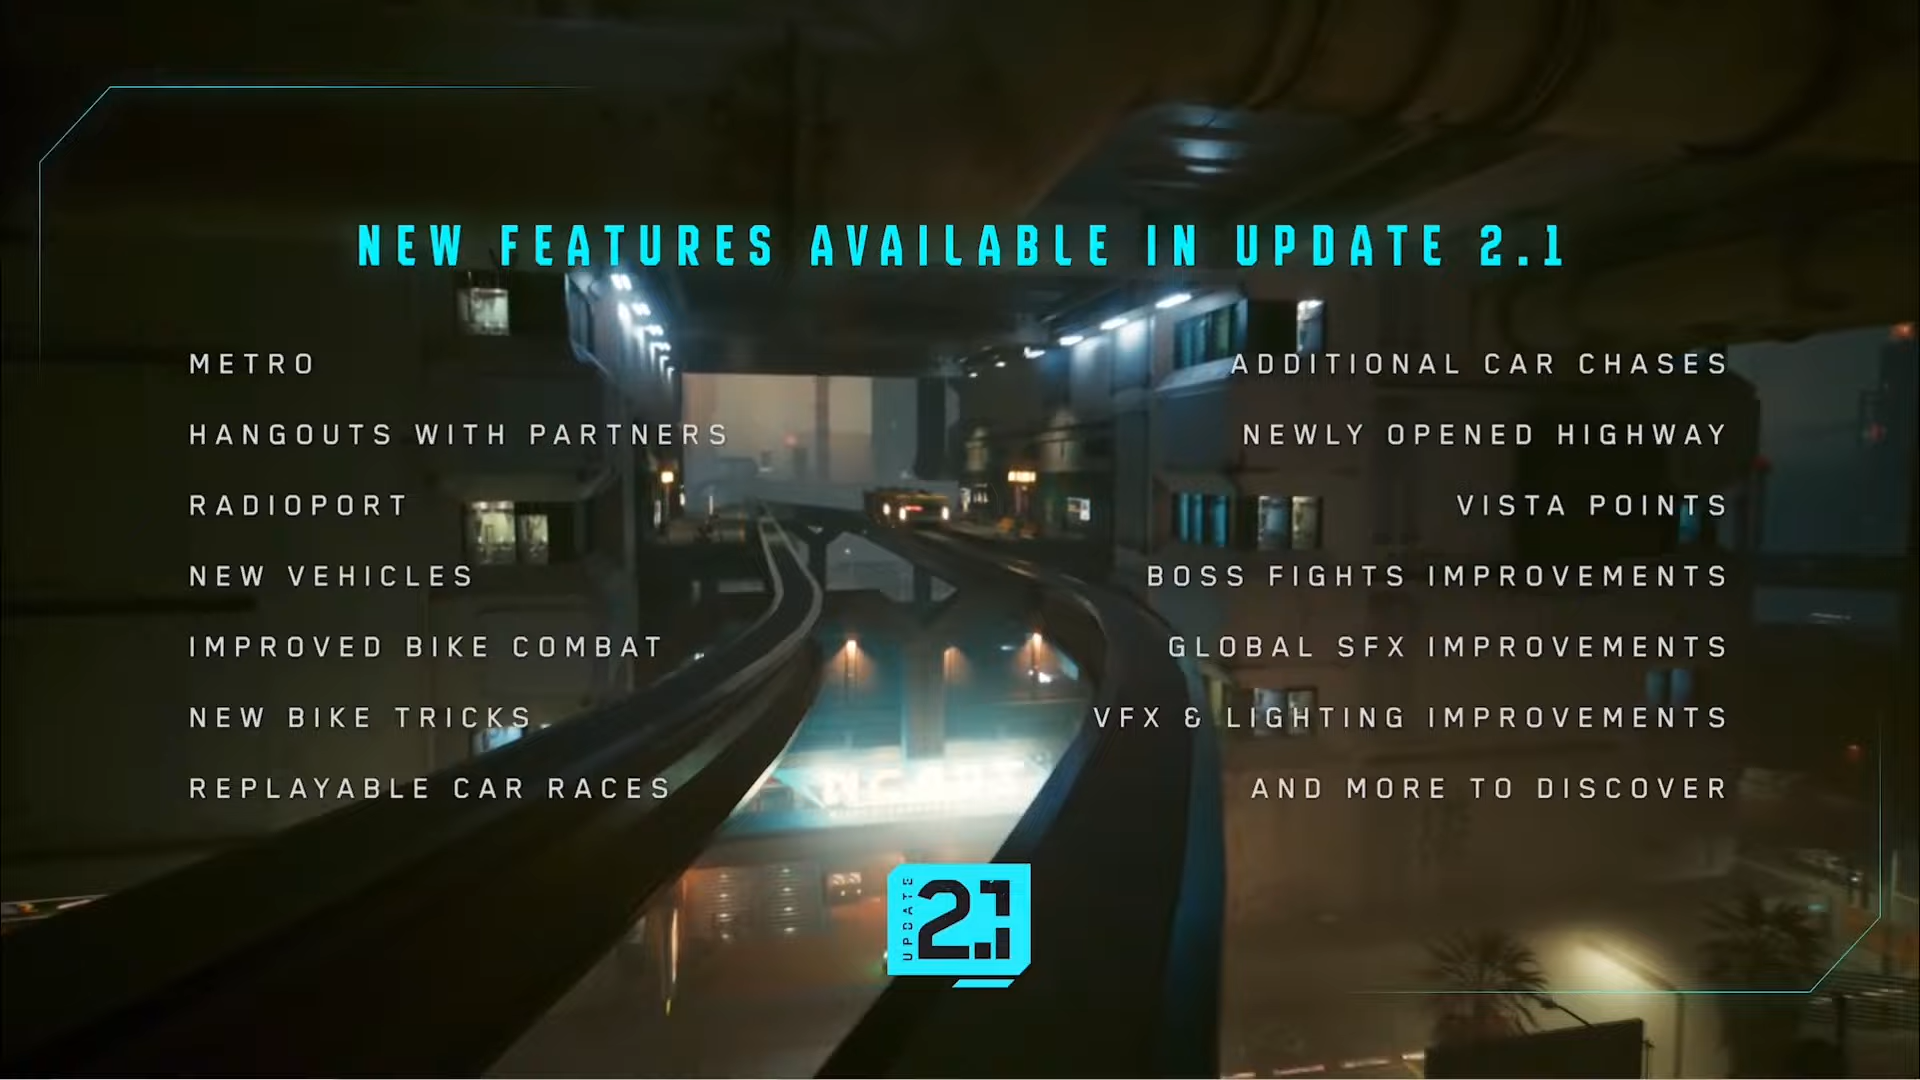 NEW FEATURES AVAILABLE IN UPDATE 2.1
METRO
HANGOUTS WITH PARTNERS
RADIOPORT
NEW VEHICLES
IMPROVED BIKE COMBAT
NEW BIKE TRICKS
REPLAYABLE CAR RACES
ADDITIONAL CAR CHASES
NEWLY OPENED HIGHWAY
VISTA POINTS
BOSS FIGHTS IMPROVEMENTS
GLOBAL SFX IMPROVEMENTS
VFX & LIGHTING IMPROVEMENTS
AND MORE TO DISCOVER
UPDATE 2.1